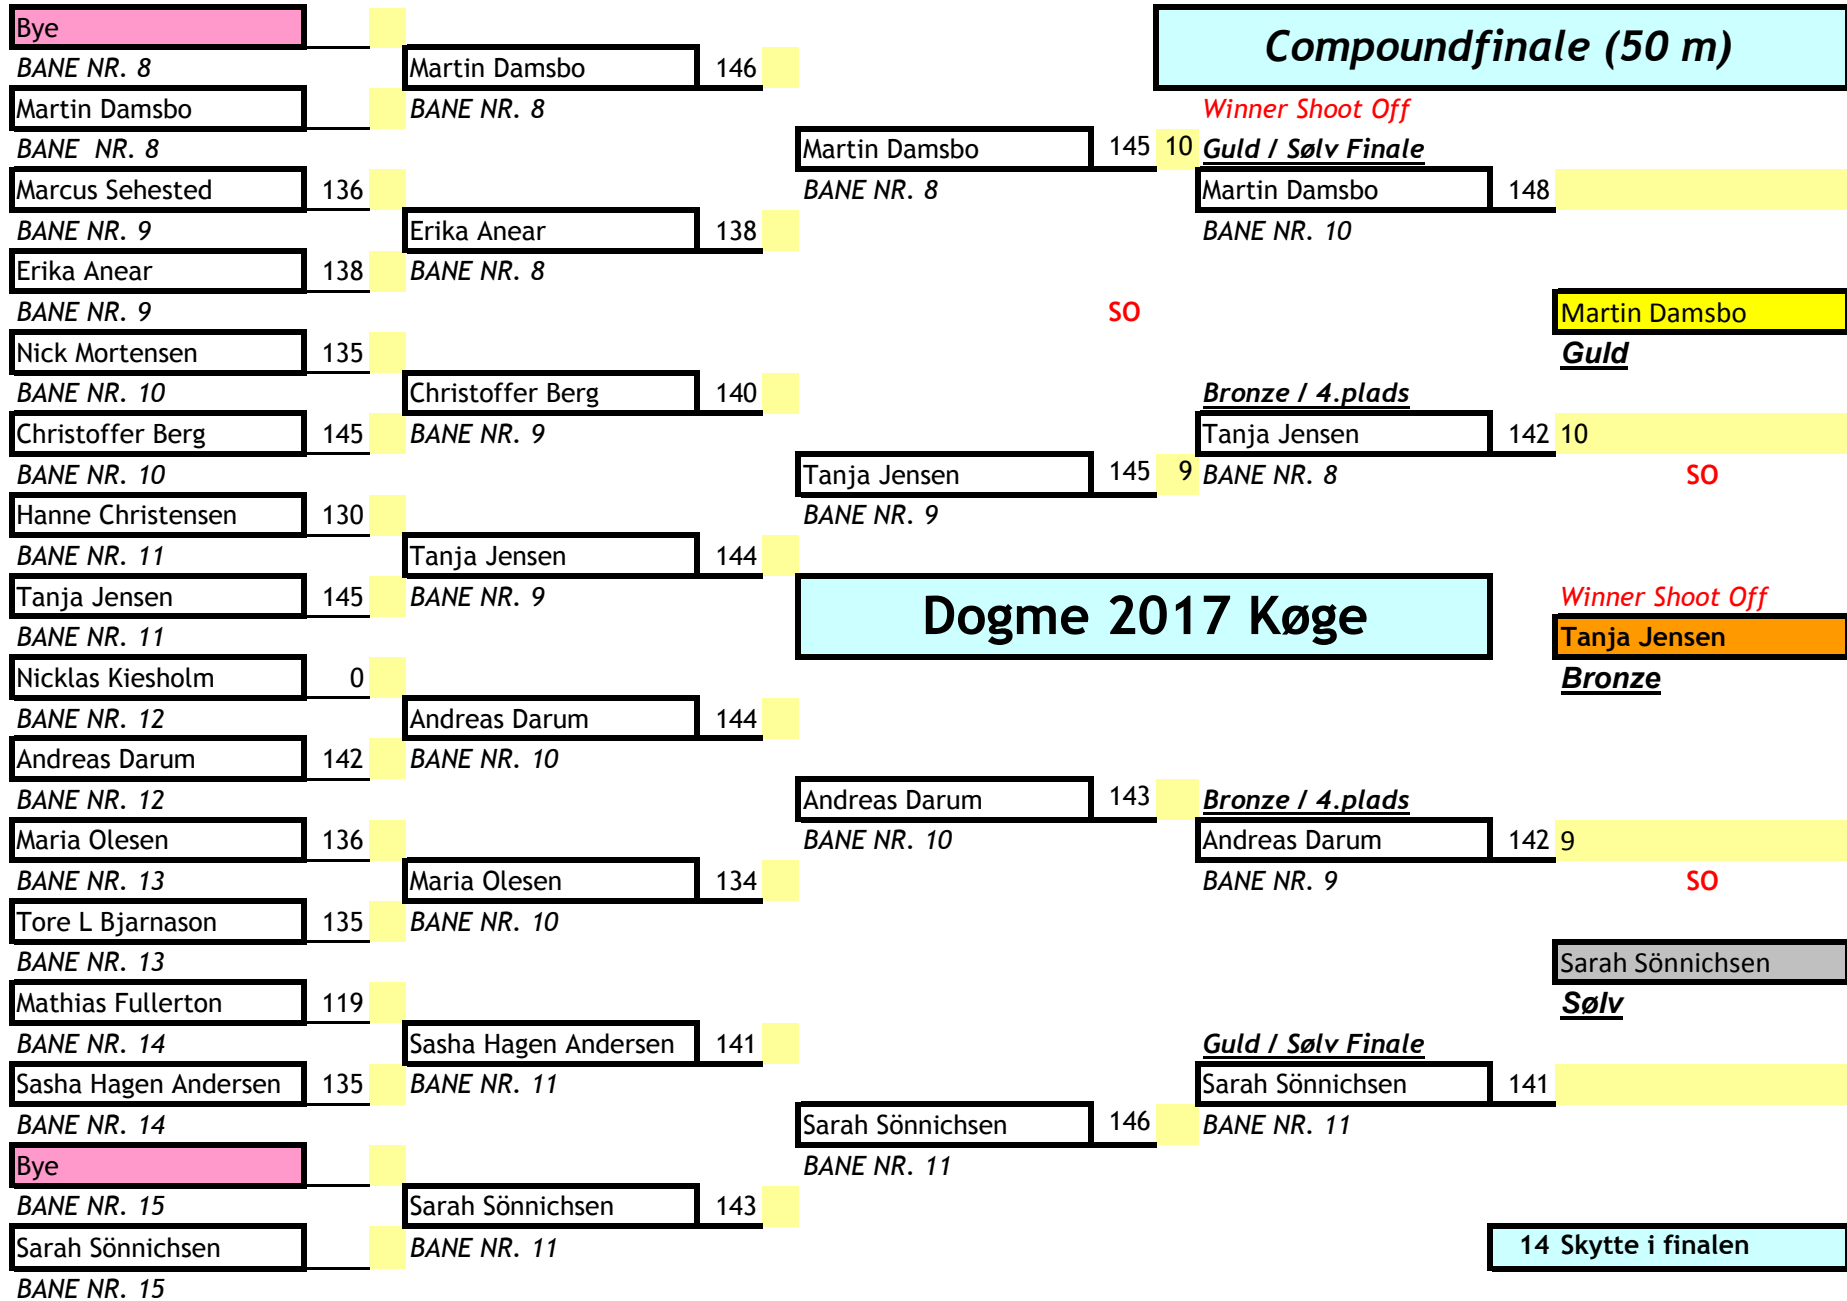 Bye
Compoundfinale (50 m)
BANE NR. 8 Martin Damsbo 146
Martin Damsbo BANE NR. 8 Winner Shoot Off
BANE NR. 8 Martin Damsbo 145 10 Guld / Sølv Finale
Marcus Sehested 136 BANE NR. 8 Martin Damsbo 148
BANE NR. 9 Erika Anear 138 BANE NR. 10
Erika Anear 138 BANE NR. 8
BANE NR. 9 SO Martin Damsbo
Nick Mortensen 135 Guld
BANE NR. 10 Christoffer Berg 140 Bronze / 4.plads
Christoffer Berg 145 BANE NR. 9 Tanja Jensen 142 10
BANE NR. 10 Tanja Jensen 145 9 BANE NR. 8 SO
Hanne Christensen 130 BANE NR. 9
BANE NR. 11 Tanja Jensen 144
Tanja Jensen 145 BANE NR. 9 Dogme 2017 Køge Winner Shoot Off
BANE NR. 11 Tanja Jensen
Nicklas Kiesholm 0 Bronze
BANE NR. 12 Andreas Darum 144
Andreas Darum 142 BANE NR. 10
BANE NR. 12 Andreas Darum 143 Bronze / 4.plads
Maria Olesen 136 BANE NR. 10 Andreas Darum 142 9
BANE NR. 13 Maria Olesen 134 BANE NR. 9 SO
Tore L Bjarnason 135 BANE NR. 10
BANE NR. 13 Sarah Sönnichsen
Mathias Fullerton 119 Sølv
BANE NR. 14 Sasha Hagen Andersen 141 Guld / Sølv Finale
Sasha Hagen Andersen 135 BANE NR. 11 Sarah Sönnichsen 141
BANE NR. 14 Sarah Sönnichsen 146 BANE NR. 11
Bye BANE NR. 11
BANE NR. 15 Sarah Sönnichsen 143
Sarah Sönnichsen BANE NR. 11 14 Skytte i finalen
BANE NR. 15